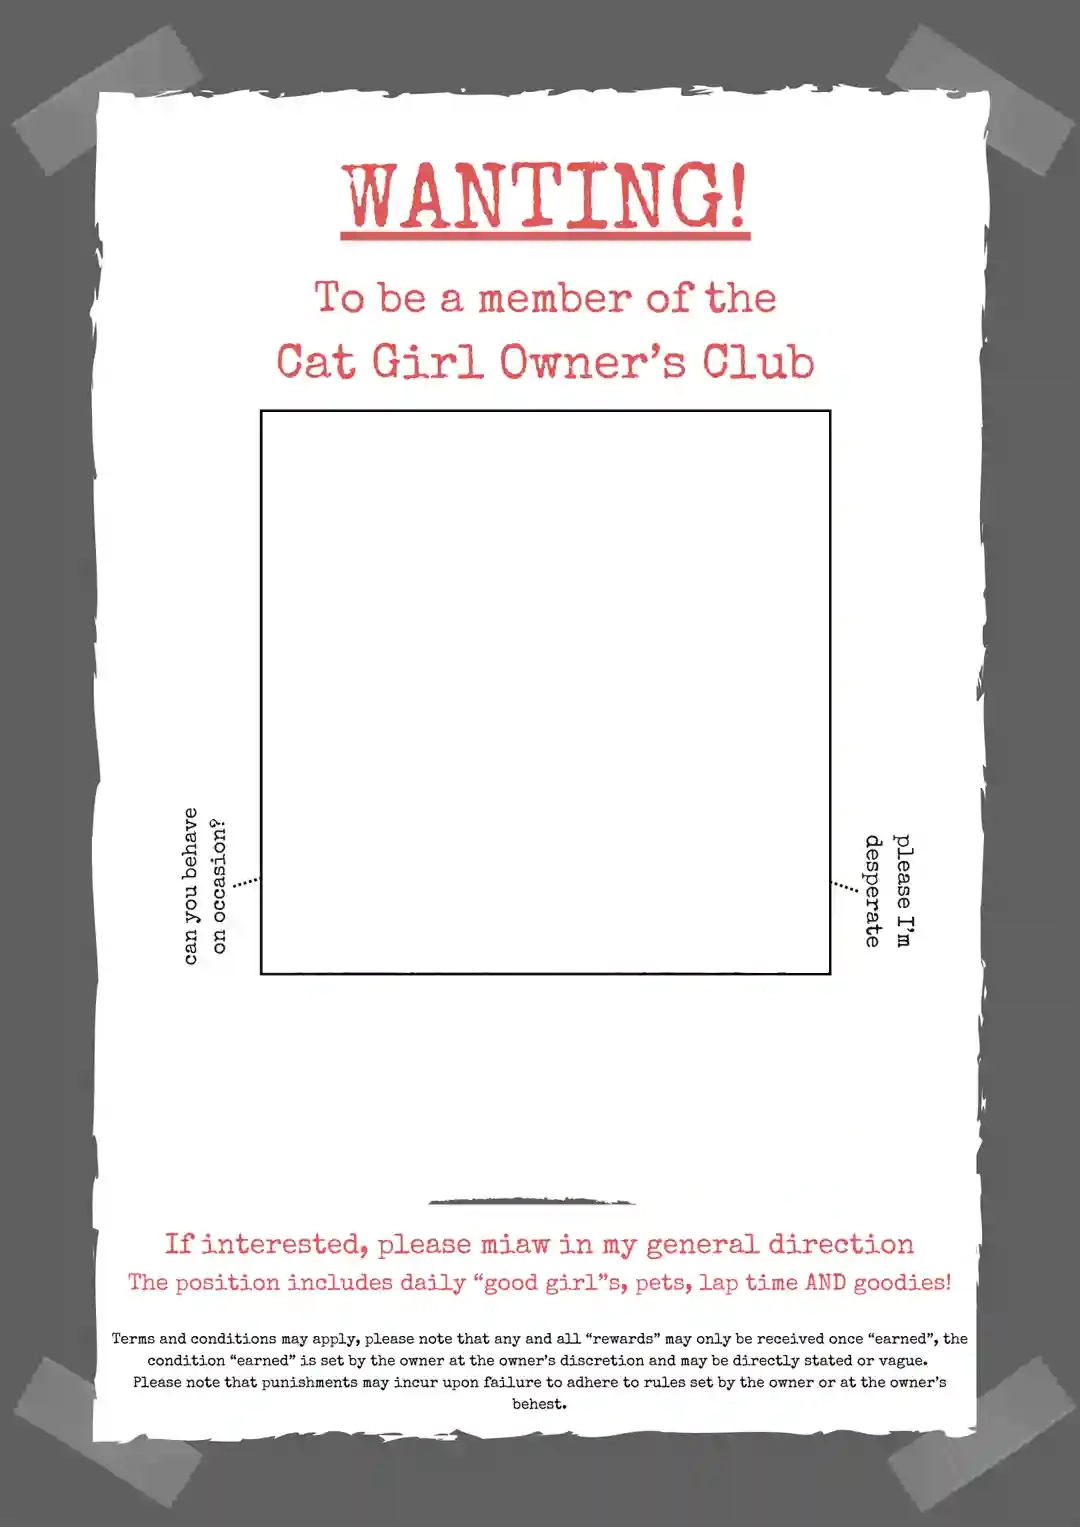 WANTING!
To be a member of the
Cat Girl Owner’s Club
can you behave
on occasion?
please I’m
desperate
If interested, please miaw in my general direction
The position includes daily “good girl”s, pets, lap time AND goodies!
Terms and conditions may apply, please note that any and all “rewards” may only be received once “earned”, the
condition “earned” is set by the owner at the owner’s discretion and may be directly stated or vague.
Please note that punishments may incur upon failure to adhere to rules set by the owner or at the owner’s
behest.